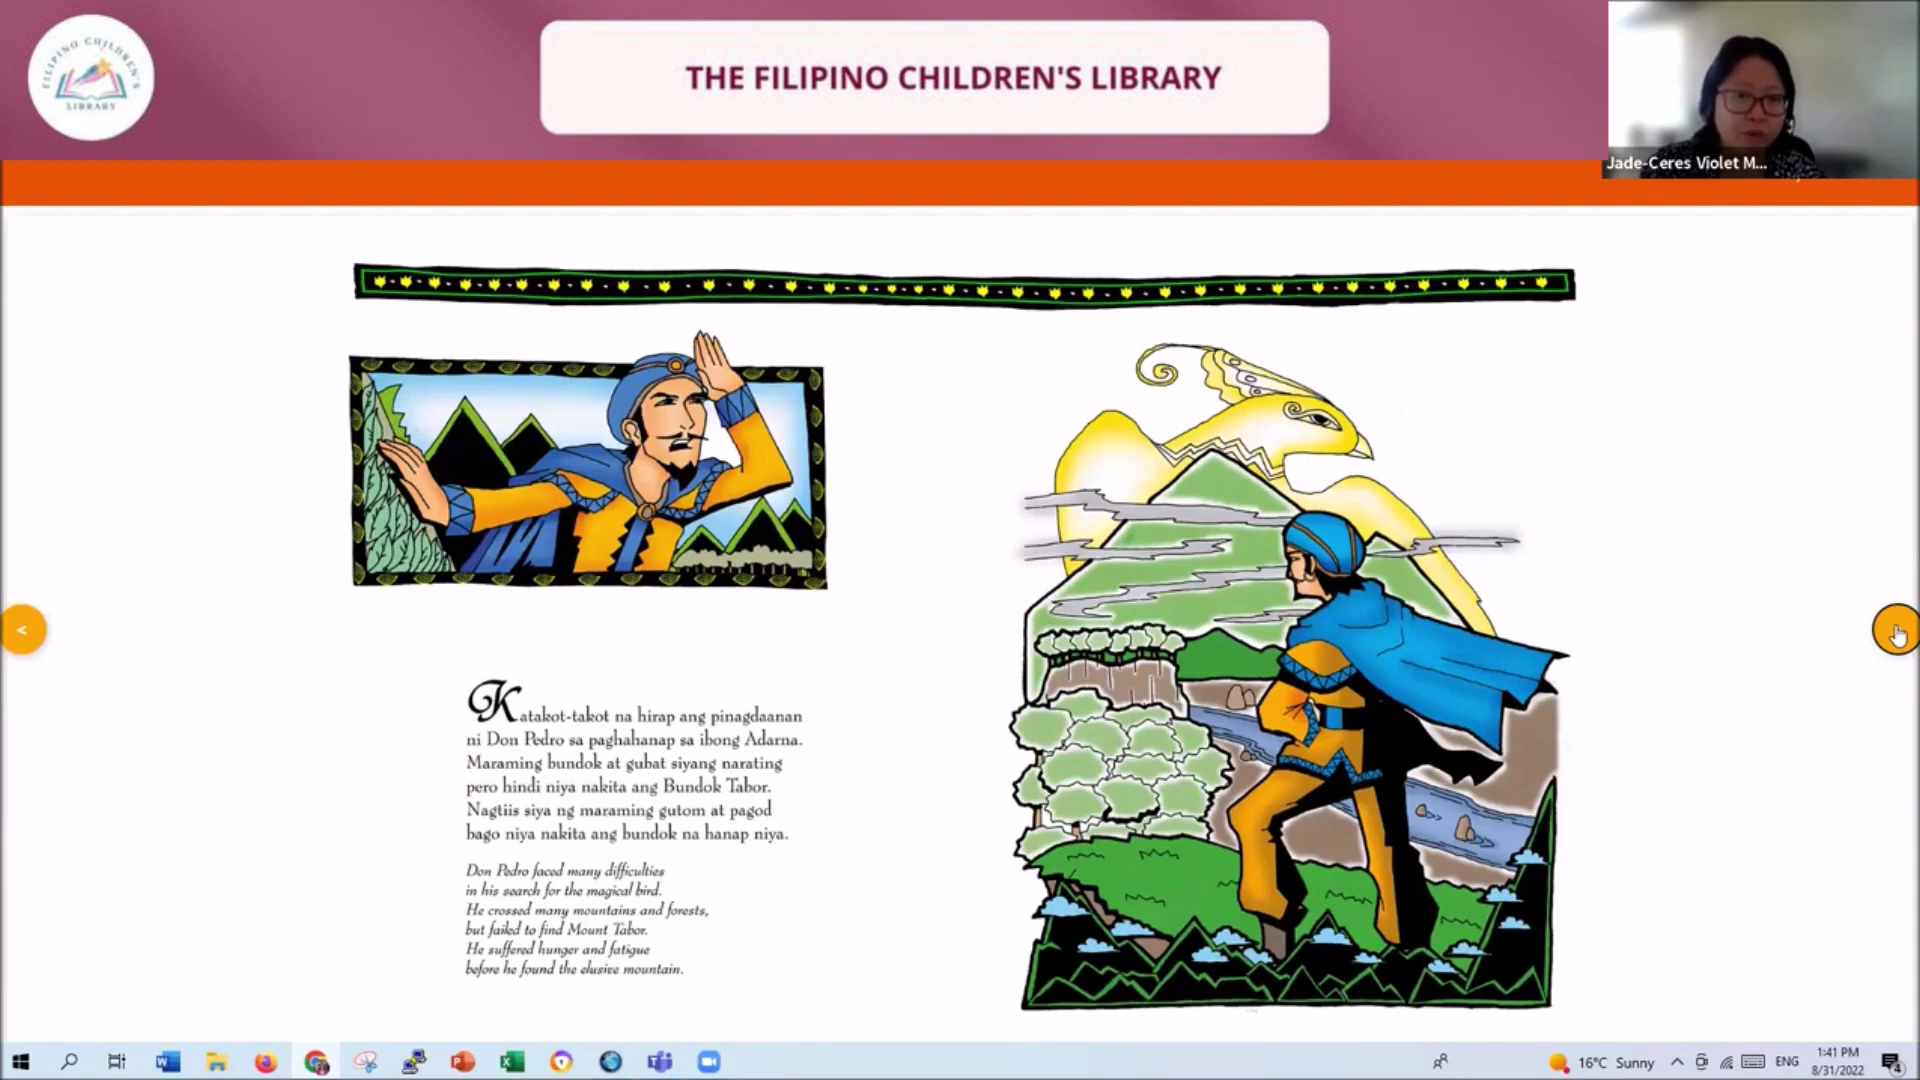 FILIPINO CHILDREN'S
LIBRARY
THE FILIPINO CHILDREN'S LIBRARY
Jade-Ceres Violet M...
<
Katakot-takot na hirap ang pinagdaanan
ni Don Pedro sa paghahanap sa ibong Adarna.
Maraming bundok at gubat siyang narating
pero hindi niya nakita ang Bundok Tabor.
Nagtiis siya ng maraming gutom at pagod
bago niya nakita ang bundok na hanap niya.
Don Pedro faced many difficulties
in his search for the magical bird.
He crossed many mountains and forests,
but failed to find Mount Tabor.
He suffered hunger and fatigue
before he found the elusive mountain.
16°C Sunny
ENG
1:41 PM
8/31/2022
4